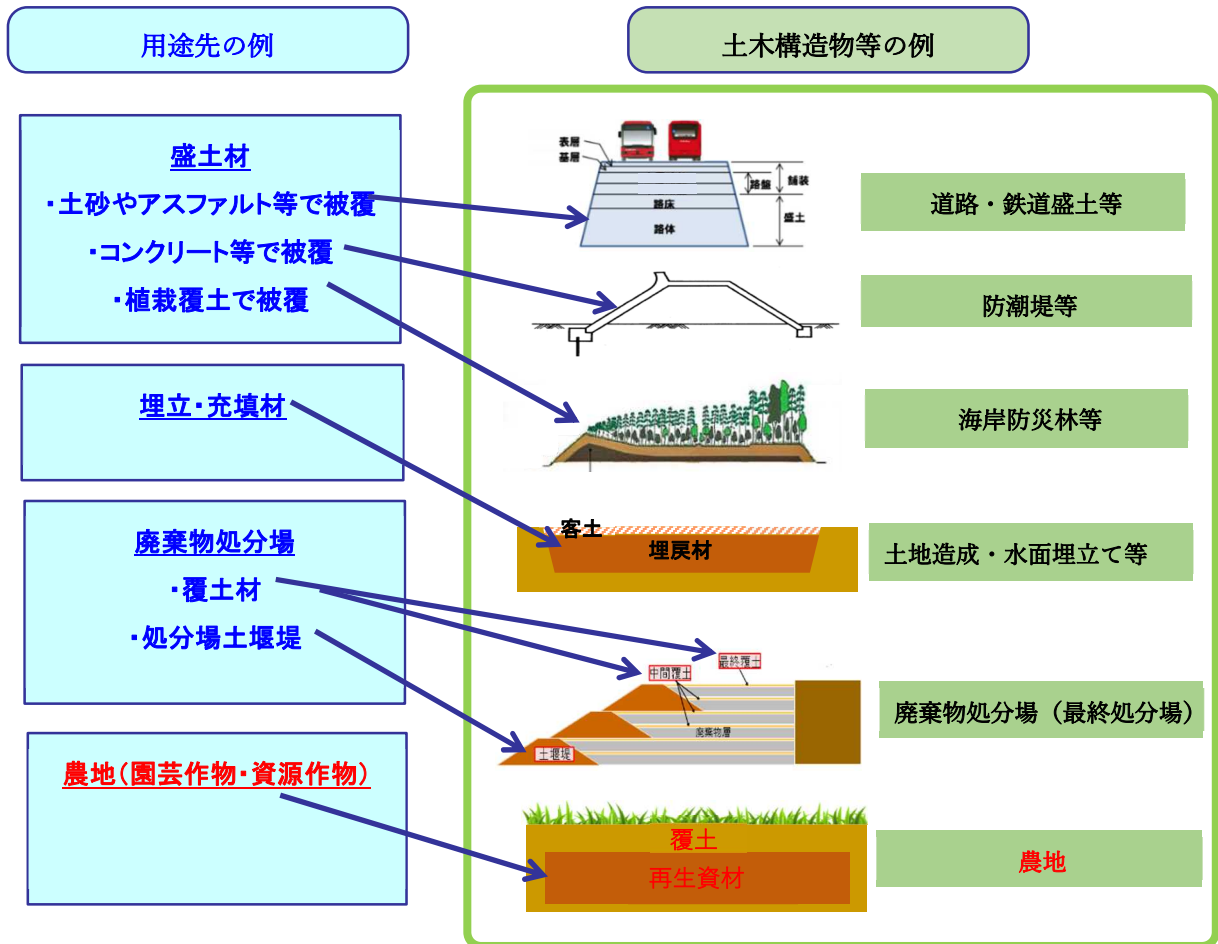 用途先の例
土木構造物等の例
盛土材
・土砂やアスファルト等で被覆
・コンクリート等で被覆
・植栽覆土で被覆
表層
基層
路盤
舗装
路床
盛土
路体
道路・鉄道盛土等
防潮堤等
海岸防災林等
埋立・充填材
客土
埋戻材
土地造成・水面埋立て等
廃棄物処分場
・覆土材
・処分場土堰堤
最終覆土
中間覆土
廃棄物層
土堰堤
廃棄物処分場（最終処分場）
農地（園芸作物・資源作物）
覆土
再生資材
農地